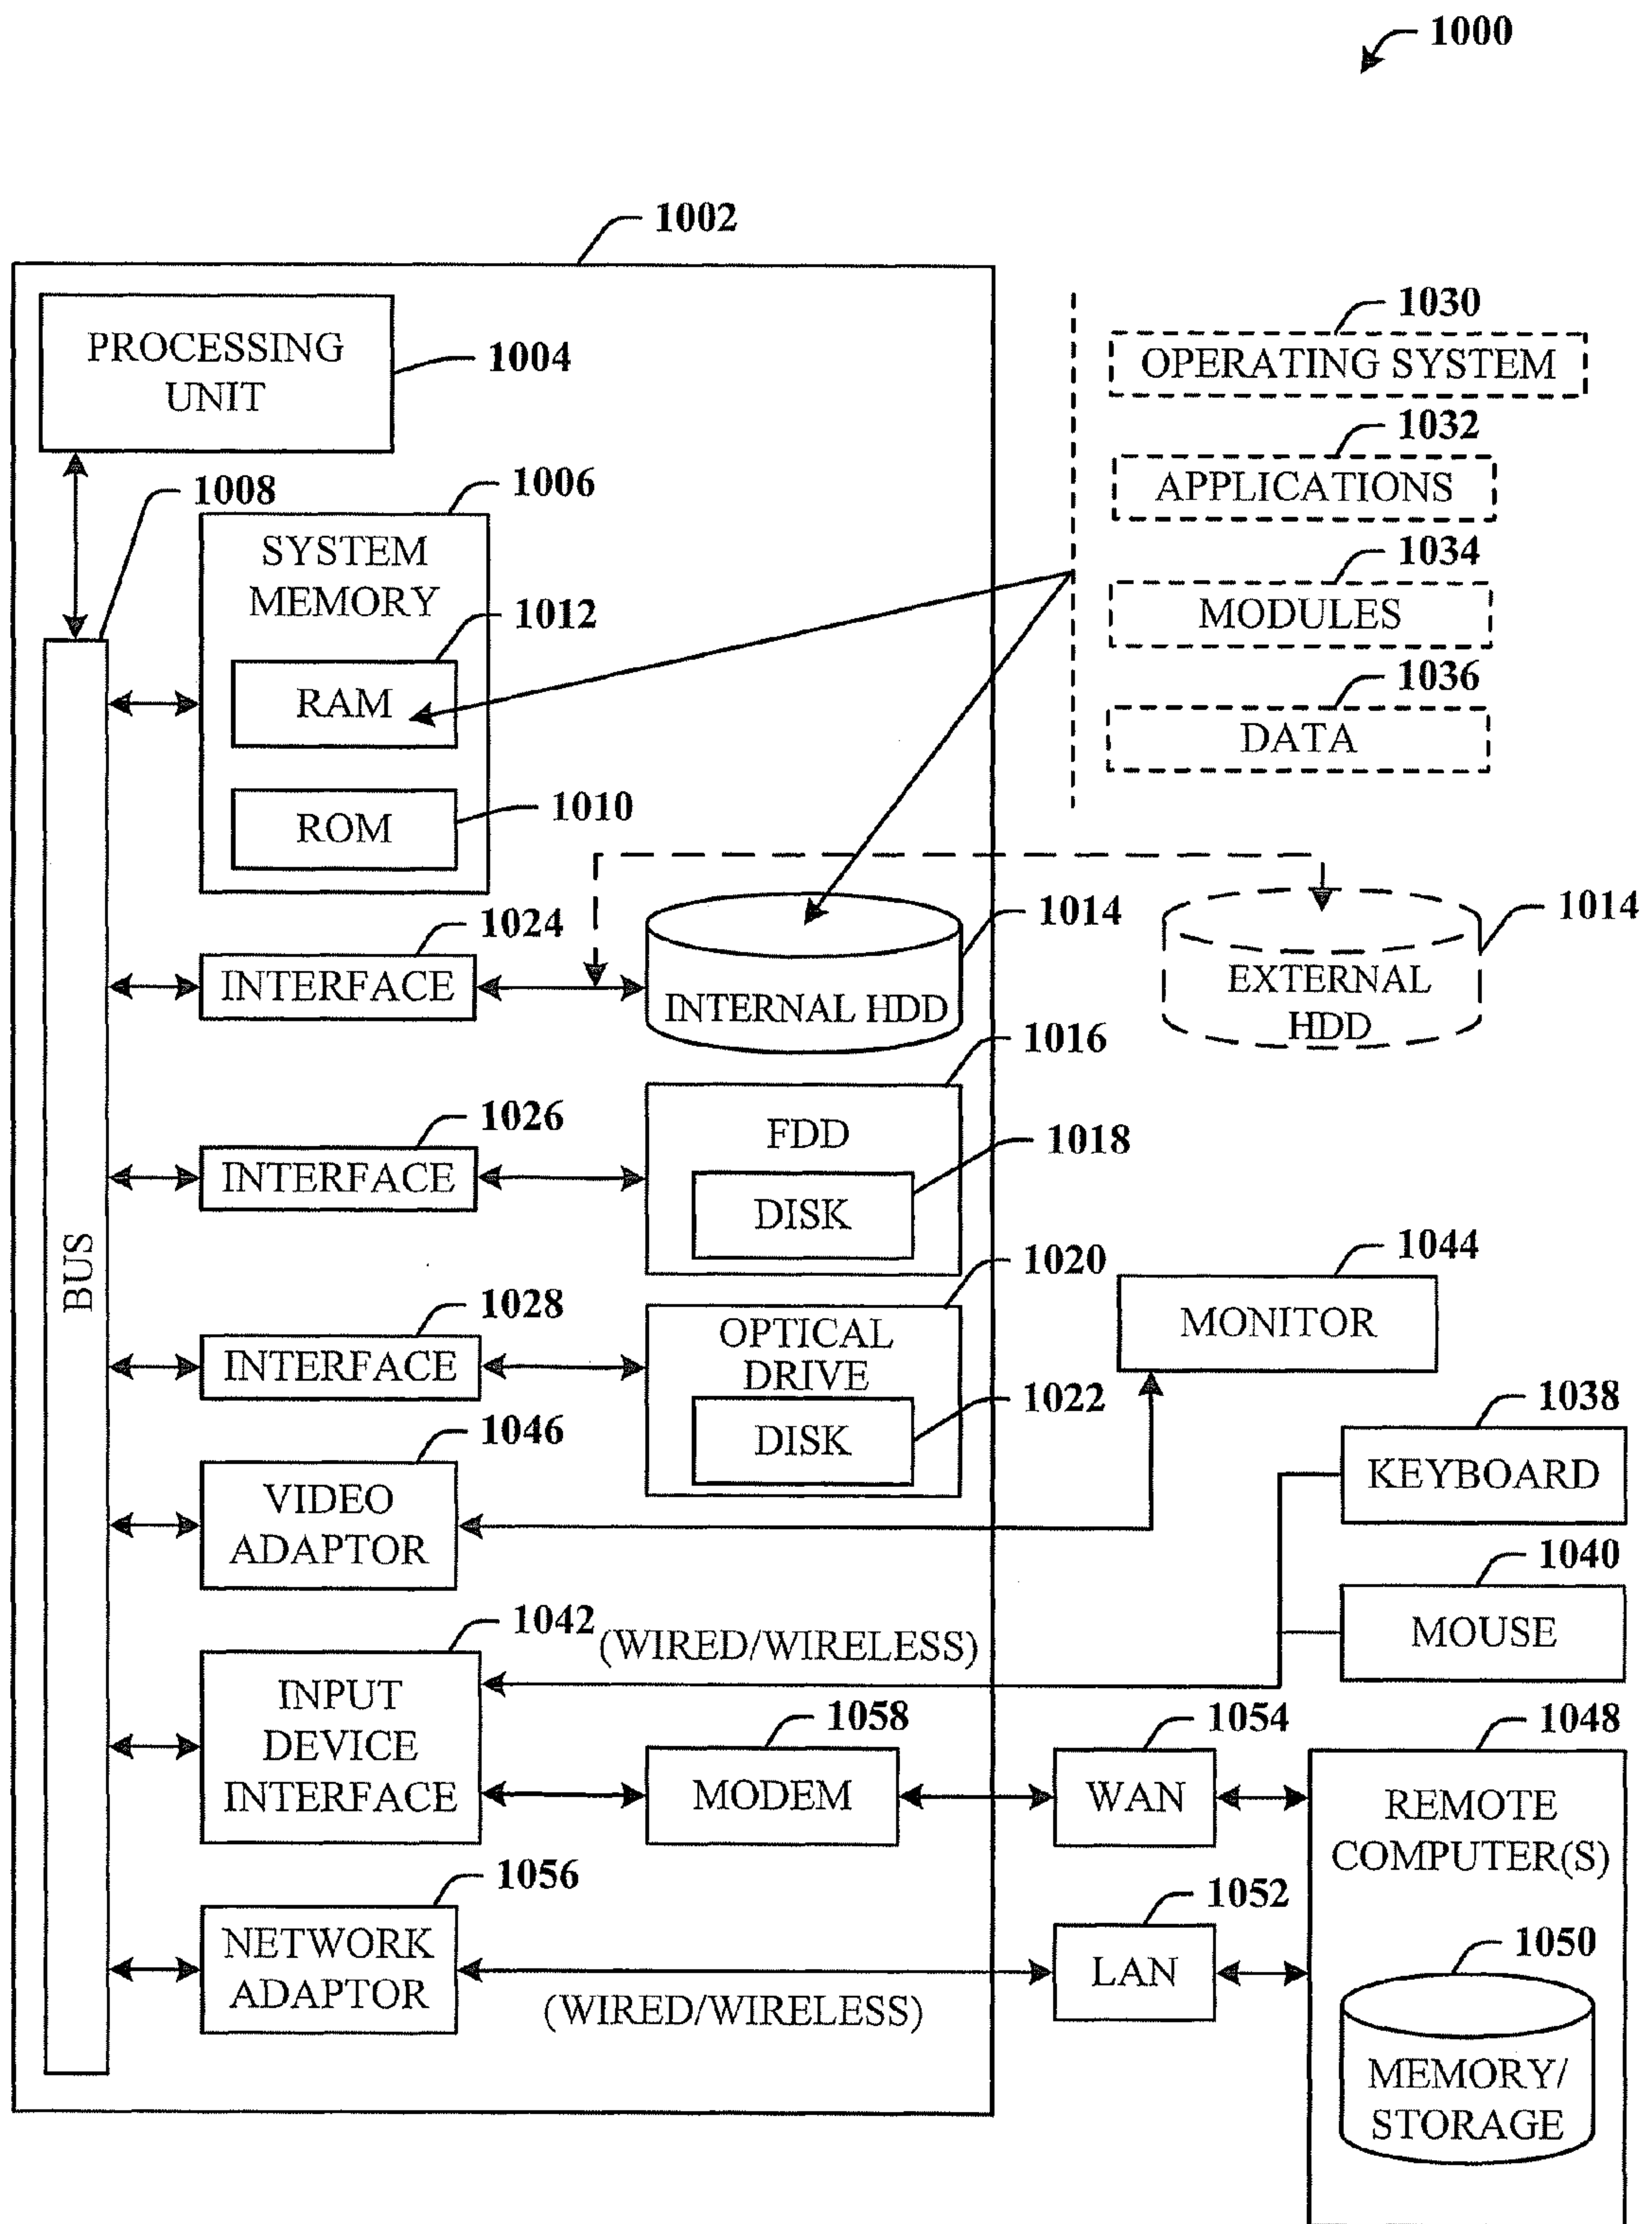 1000
1002
PROCESSING
UNIT
1004
1030
OPERATING SYSTEM
1032
APPLICATIONS
1034
MODULES
1036
DATA
1008
1006
SYSTEM
MEMORY
1012
RAM
1010
ROM
1024
INTERFACE
1014
INTERNAL HDD
1014
EXTERNAL
HDD
1016
FDD
1026
INTERFACE
1018
DISK
BUS
1020
OPTICAL
DRIVE
1028
INTERFACE
1022
DISK
1044
MONITOR
1046
VIDEO
ADAPTOR
1038
KEYBOARD
1040
MOUSE
1042
(WIRED/WIRELESS)
INPUT
DEVICE
INTERFACE
1058
MODEM
1054
WAN
1048
REMOTE
COMPUTER(S)
1056
NETWORK
ADAPTOR
(WIRED/WIRELESS)
1052
LAN
1050
MEMORY/
STORAGE